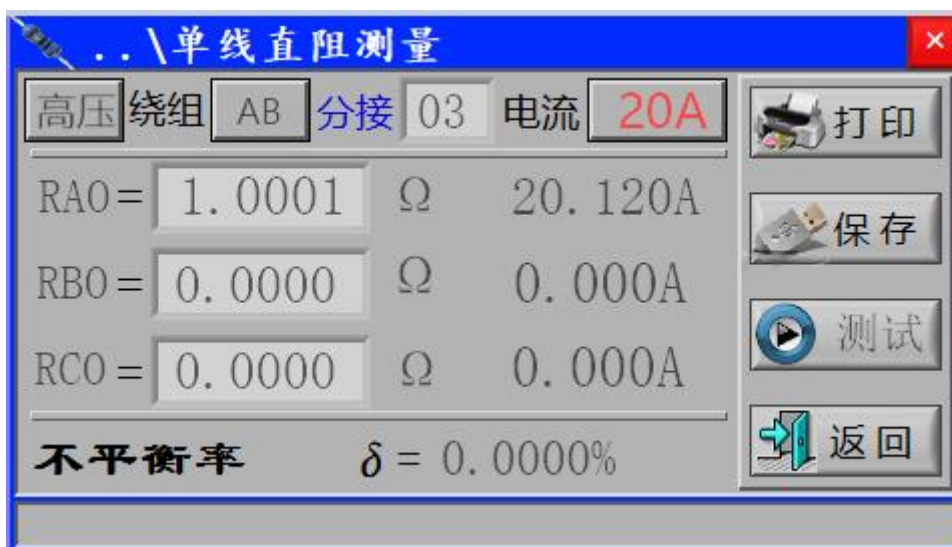 ..\单线直阻测量
高压 绕组 AB 分接 03 电流 20A
RA0= 1.0001 Ω 20.120A
RB0= 0.0000 Ω 0.000A
RC0= 0.0000 Ω 0.000A
不平衡率 δ= 0.0000%
打印
保存
测试
返回